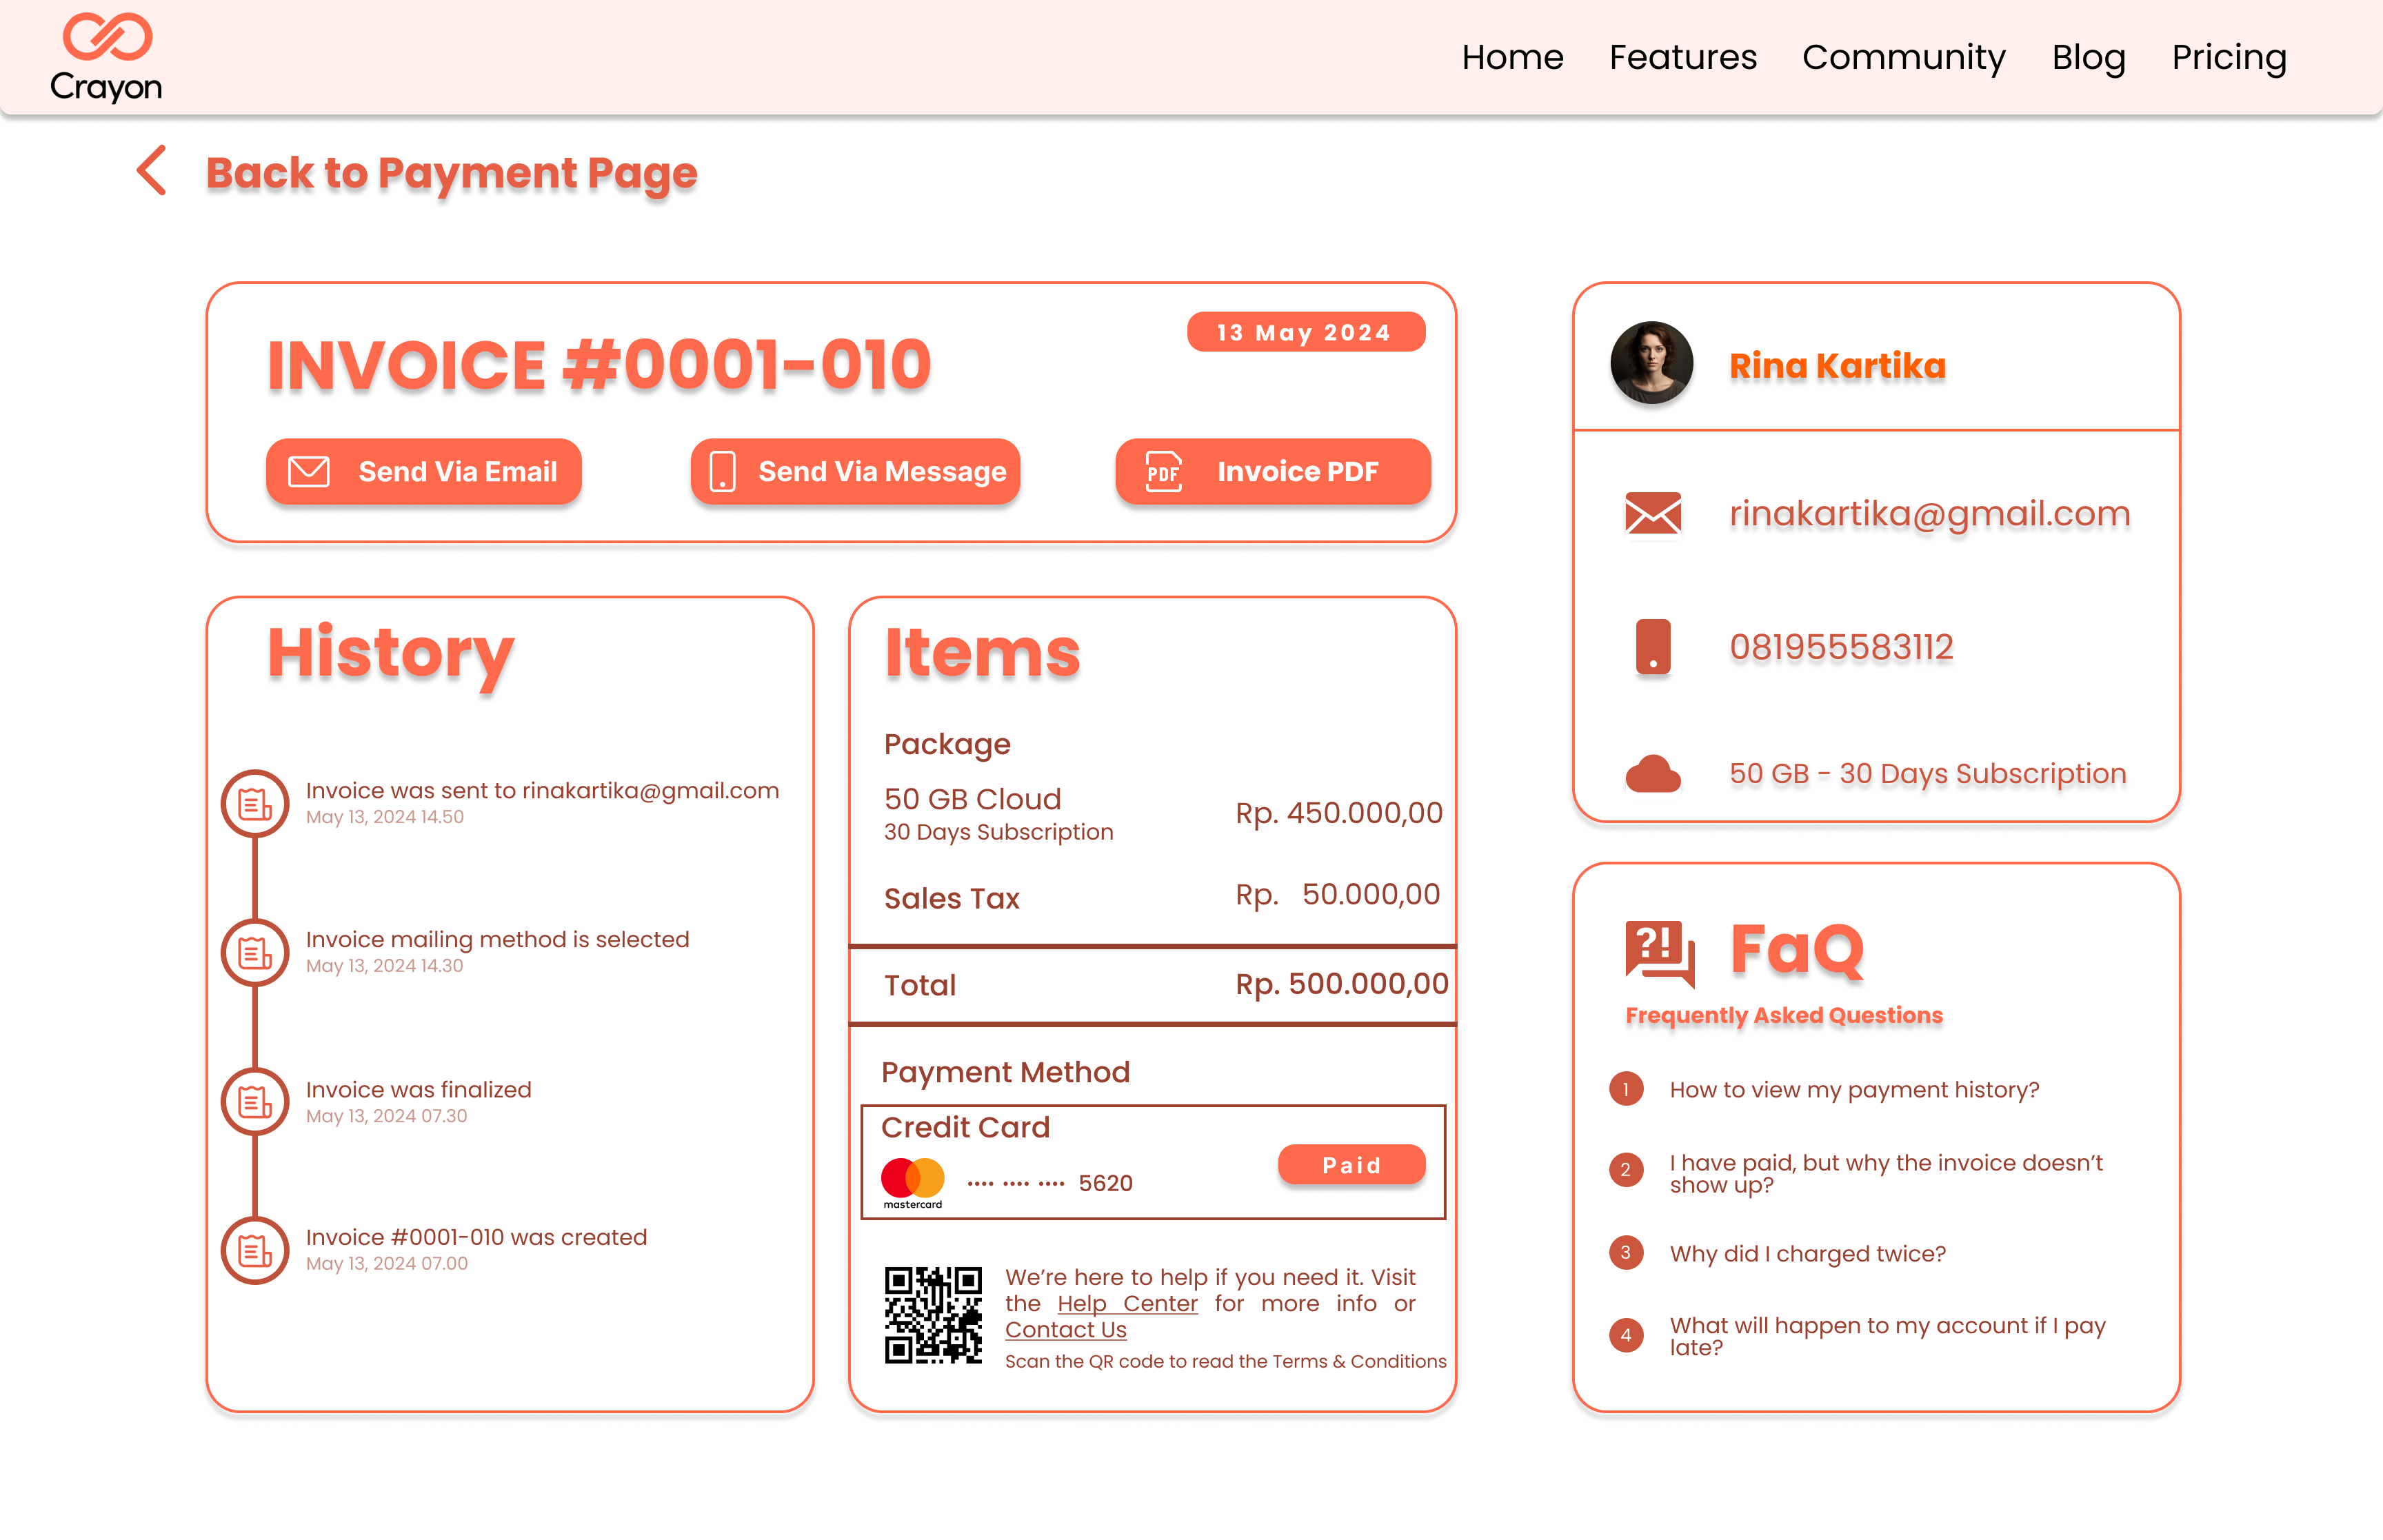 Crayon
Home Features Community Blog Pricing
Back to Payment Page
INVOICE #0001-010
13 May 2024
Send Via Email
Send Via Message
PDF Invoice PDF
History
Invoice was sent to rinakartika@gmail.com
May 13, 2024 14.50
Invoice mailing method is selected
May 13, 2024 14.30
Invoice was finalized
May 13, 2024 07.30
Invoice #0001-010 was created
May 13, 2024 07.00
Items
Package
50 GB Cloud
30 Days Subscription
Rp. 450.000,00
Sales Tax Rp. 50.000,00
Total Rp. 500.000,00
Payment Method
Credit Card
mastercard
•••• •••• •••• 5620
Paid
We’re here to help if you need it. Visit
the Help Center for more info or
Contact Us
Scan the QR code to read the Terms & Conditions
Rina Kartika
rinakartika@gmail.com
081955583112
50 GB - 30 Days Subscription
?! FaQ
Frequently Asked Questions
1 How to view my payment history?
2 I have paid, but why the invoice doesn’t
show up?
3 Why did I charged twice?
4 What will happen to my account if I pay
late?